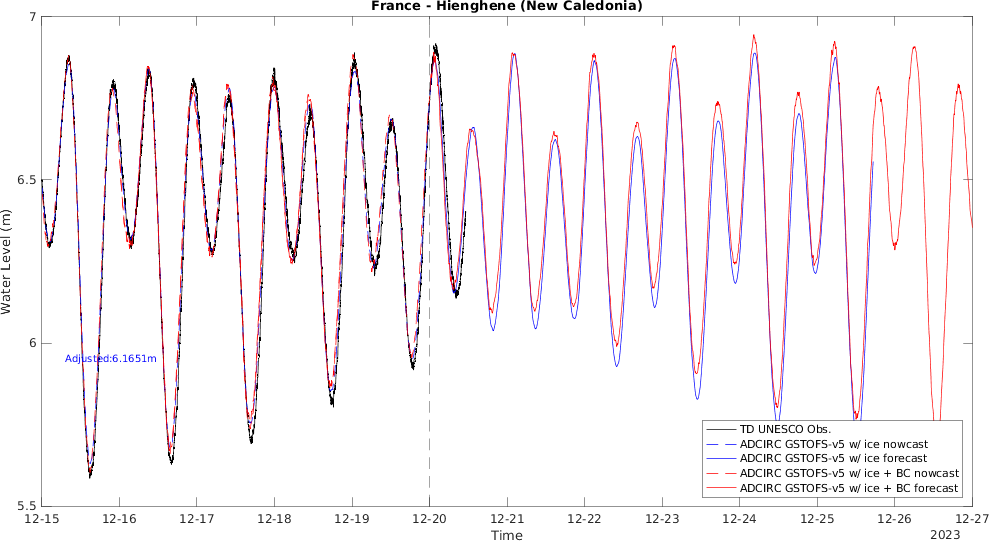 France - Hienghene (New Caledonia)
7
6.5
6
5.5
Water Level (m)
Adjusted:6.1651m
TD UNESCO Obs.
ADCIRC GSTOFS-v5 w/ ice nowcast
ADCIRC GSTOFS-v5 w/ ice forecast
ADCIRC GSTOFS-v5 w/ ice + BC nowcast
ADCIRC GSTOFS-v5 w/ ice + BC forecast
12-15 12-16 12-17 12-18 12-19 12-20 12-21 12-22 12-23 12-24 12-25 12-26 12-27
Time
2023